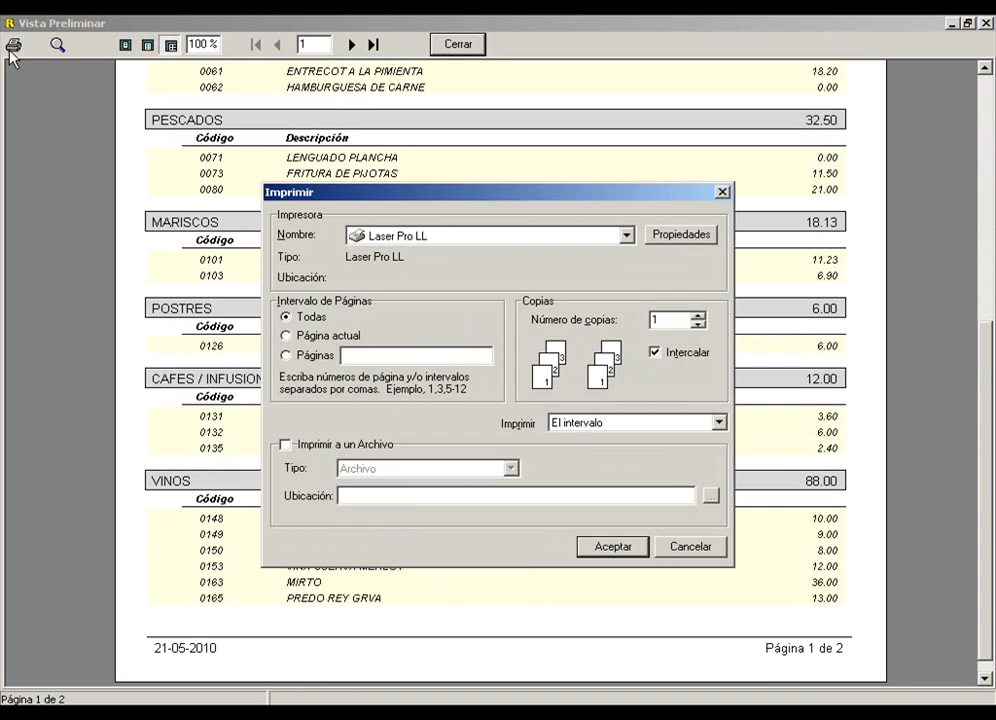 Vista Preliminar
100 %
1
Cerrar
0061 ENTRECOT A LA PIMIENTA 18.20
0062 HAMBURGUESA DE CARNE 0.00
PESCADOS 32.50
Código Descripción
0071 LENGUADO PLANCHA 0.00
0073 FRITURA DE PIJOTAS 11.50
0080 21.00
MARISCOS 18.13
Código
0101 11.23
0103 6.90
POSTRES 6.00
Código
0126 6.00
CAFES / INFUSION 12.00
Código
0131 3.60
0132 6.00
0135 2.40
VINOS 88.00
Código
0148 10.00
0149 9.00
0150 8.00
0153 12.00
0163 MIRTO 36.00
0165 PREDO REY GRVA 13.00
21-05-2010 Página 1 de 2
Imprimir
Impresora
Nombre: Laser Pro LL Propiedades
Tipo: Laser Pro LL
Ubicación:
Intervalo de Páginas
Todas
Página actual
Páginas
Escriba números de página y/o intervalos
separados por comas. Ejemplo, 1,3,5-12
Copias
Número de copias: 1
Intercalar
1 2 3 1 2 3
Imprimir El intervalo
Imprimir a un Archivo
Tipo: Archivo
Ubicación: ...
Aceptar Cancelar
Página 1 de 2